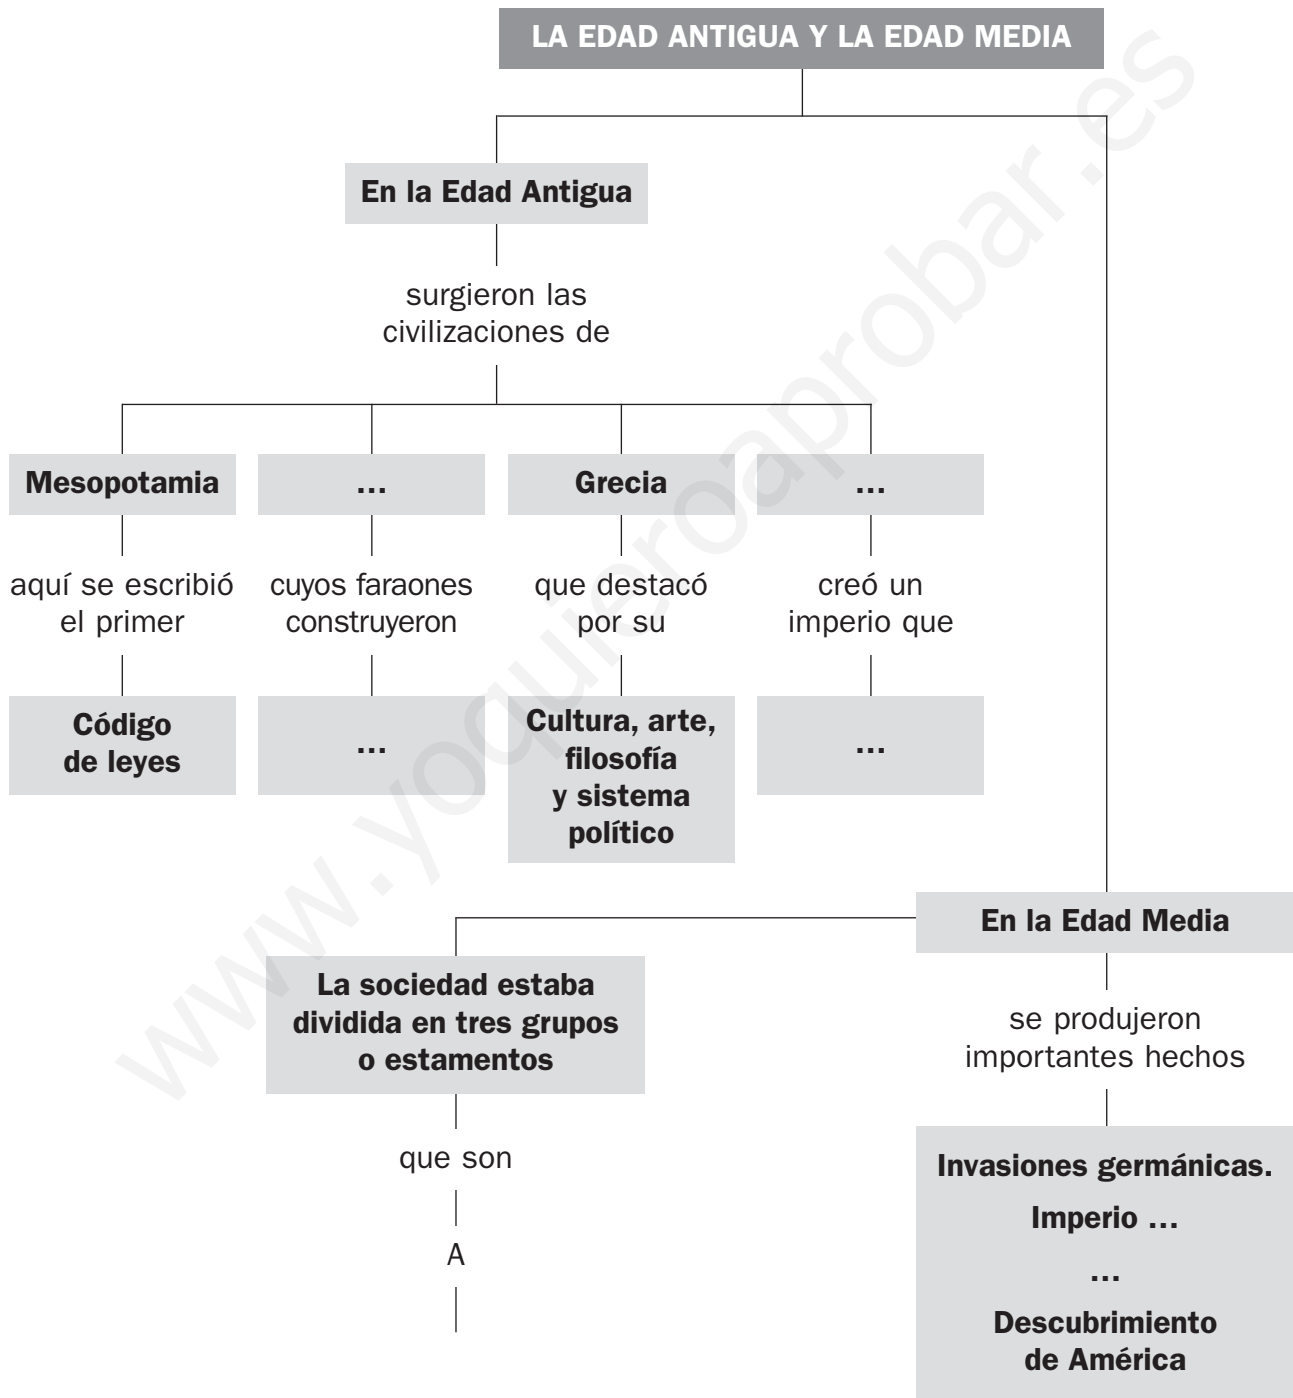 LA EDAD ANTIGUA Y LA EDAD MEDIA
En la Edad Antigua
surgieron las
civilizaciones de
Mesopotamia
...
Grecia
...
aquí se escribió
el primer
cuyos faraones
construyeron
que destacó
por su
creó un
imperio que
Código
de leyes
...
Cultura, arte,
filosofía
y sistema
político
...
En la Edad Media
La sociedad estaba
dividida en tres grupos
o estamentos
se produjeron
importantes hechos
que son
A
Invasiones germánicas.
Imperio ...
...
Descubrimiento
de América
www.yoquieroaprobar.es